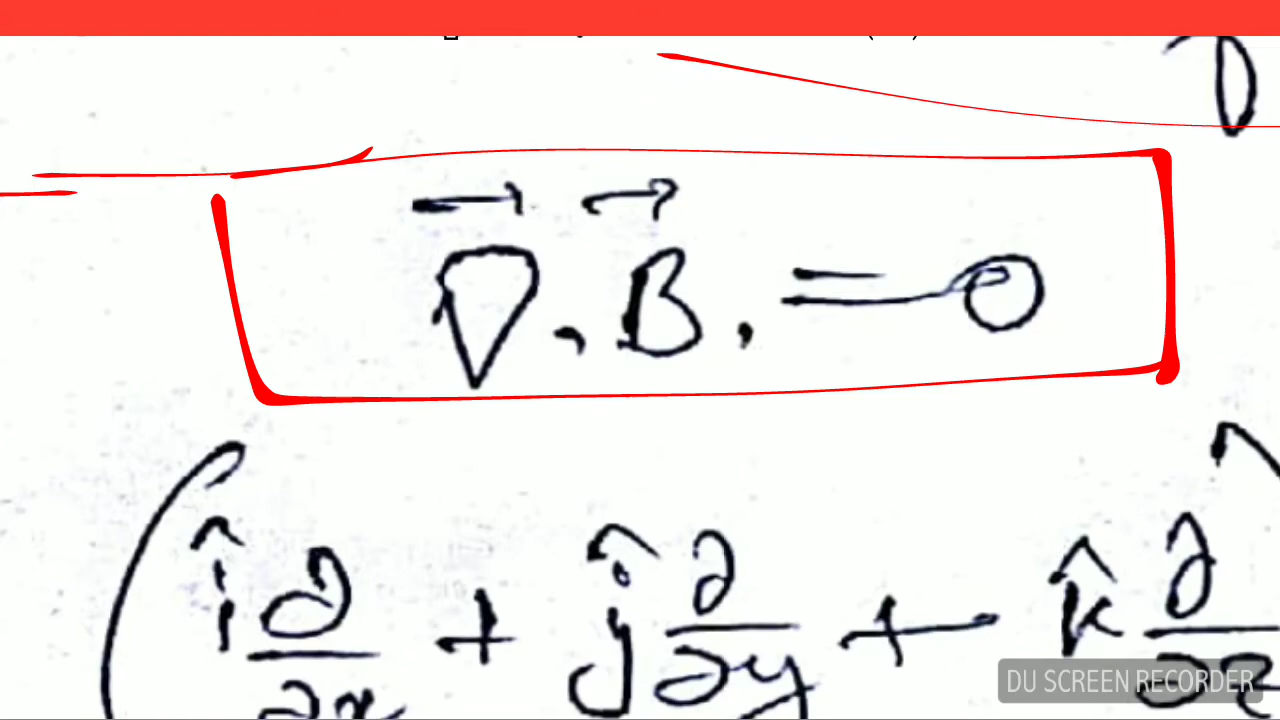 ∇⃗ . B⃗ . = 0
( î ∂/∂x + ĵ ∂/∂y + k̂ ∂/∂z
DU SCREEN RECORDER